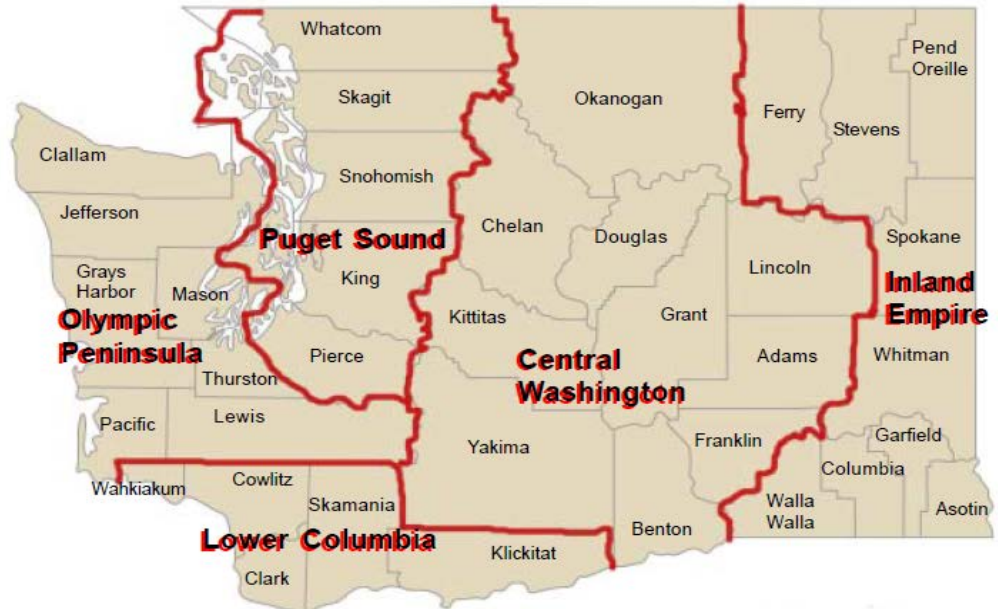 Whatcom
Pend
Oreille
Skagit
Okanogan
Ferry
Stevens
Clallam
Snohomish
Jefferson
Chelan
Puget Sound
Douglas
Spokane
Grays
Harbor
Mason
King
Lincoln
Inland
Empire
Kittitas
Grant
Olympic
Peninsula
Pierce
Central
Washington
Adams
Whitman
Thurston
Pacific
Lewis
Yakima
Franklin
Garfield
Columbia
Wahkiakum
Cowlitz
Skamania
Walla
Walla
Asotin
Benton
Lower Columbia
Klickitat
Clark